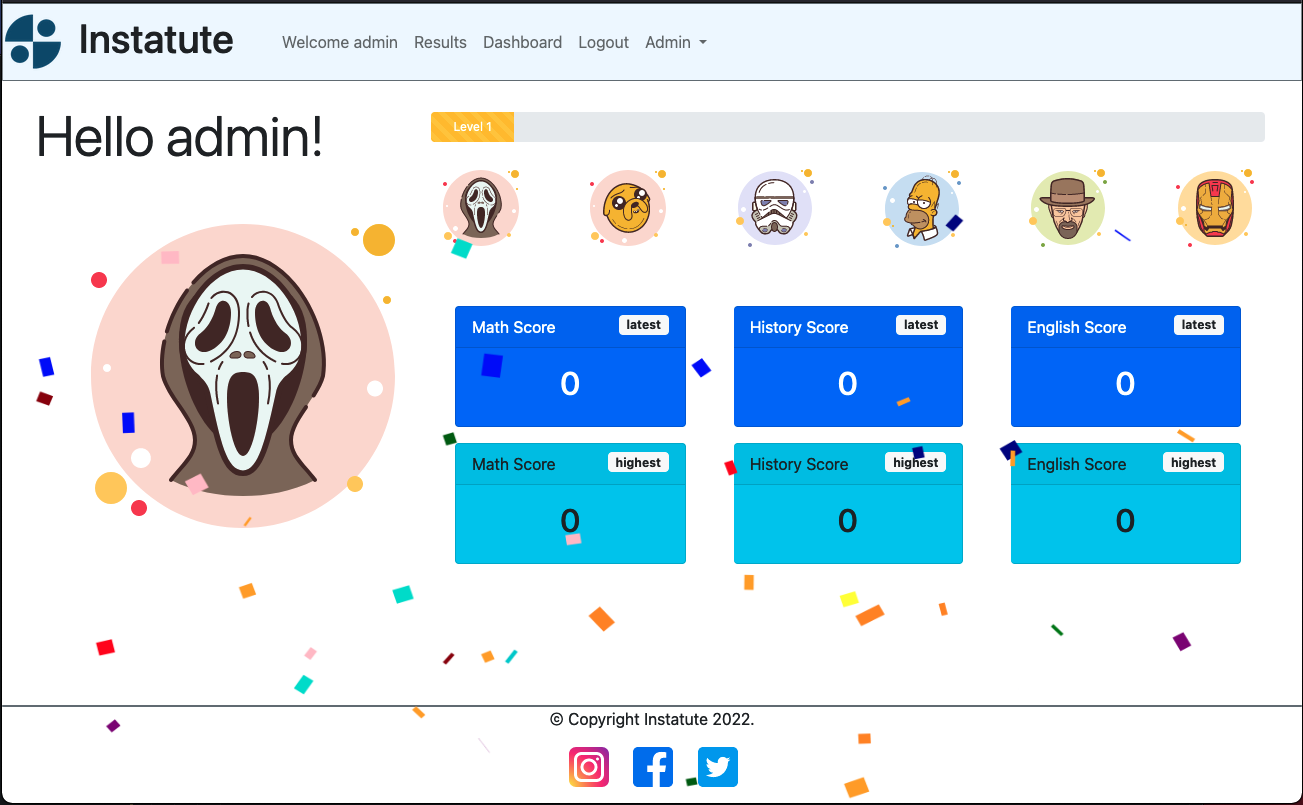 Instatute
Welcome admin Results Dashboard Logout Admin
Hello admin!
Level 1
Math Score latest
0
History Score latest
0
English Score latest
0
Math Score highest
0
History Score highest
0
English Score highest
0
© Copyright Instatute 2022.